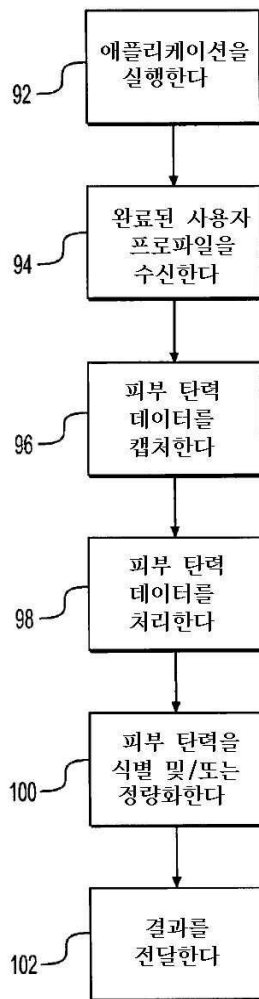 애플리케이션을
실행한다
92
완료된 사용자
프로파일을
수신한다
94
피부 탄력
데이터를
캡처한다
96
피부 탄력
데이터를
처리한다
98
피부 탄력을
식별 및/또는
정량화한다
100
결과를
전달한다
102